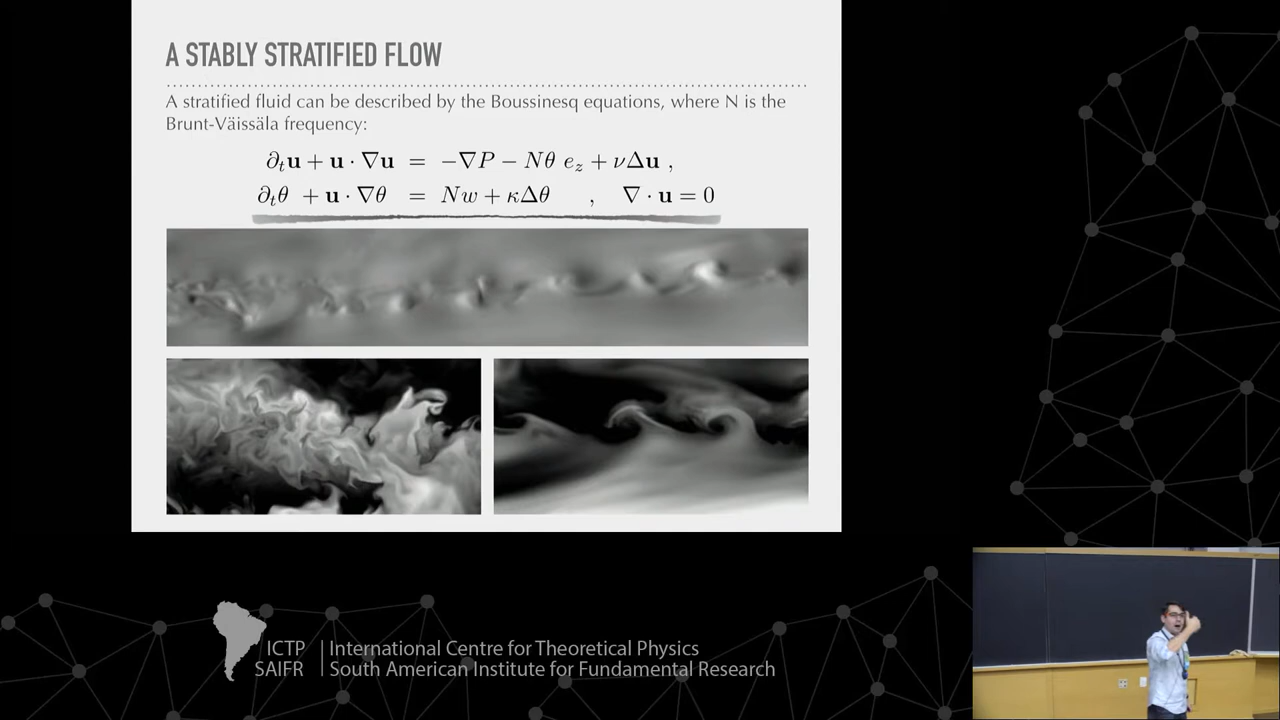 A STABLY STRATIFIED FLOW
A stratified fluid can be described by the Boussinesq equations, where N is the
Brunt-Väissäla frequency:
∂ₜ𝐮 + 𝐮 · ∇𝐮 = −∇P − Nθ e_z + νΔ𝐮 ,
∂ₜθ + 𝐮 · ∇θ = Nw + κΔθ , ∇ · 𝐮 = 0
ICTP | International Centre for Theoretical Physics
SAIFR | South American Institute for Fundamental Research